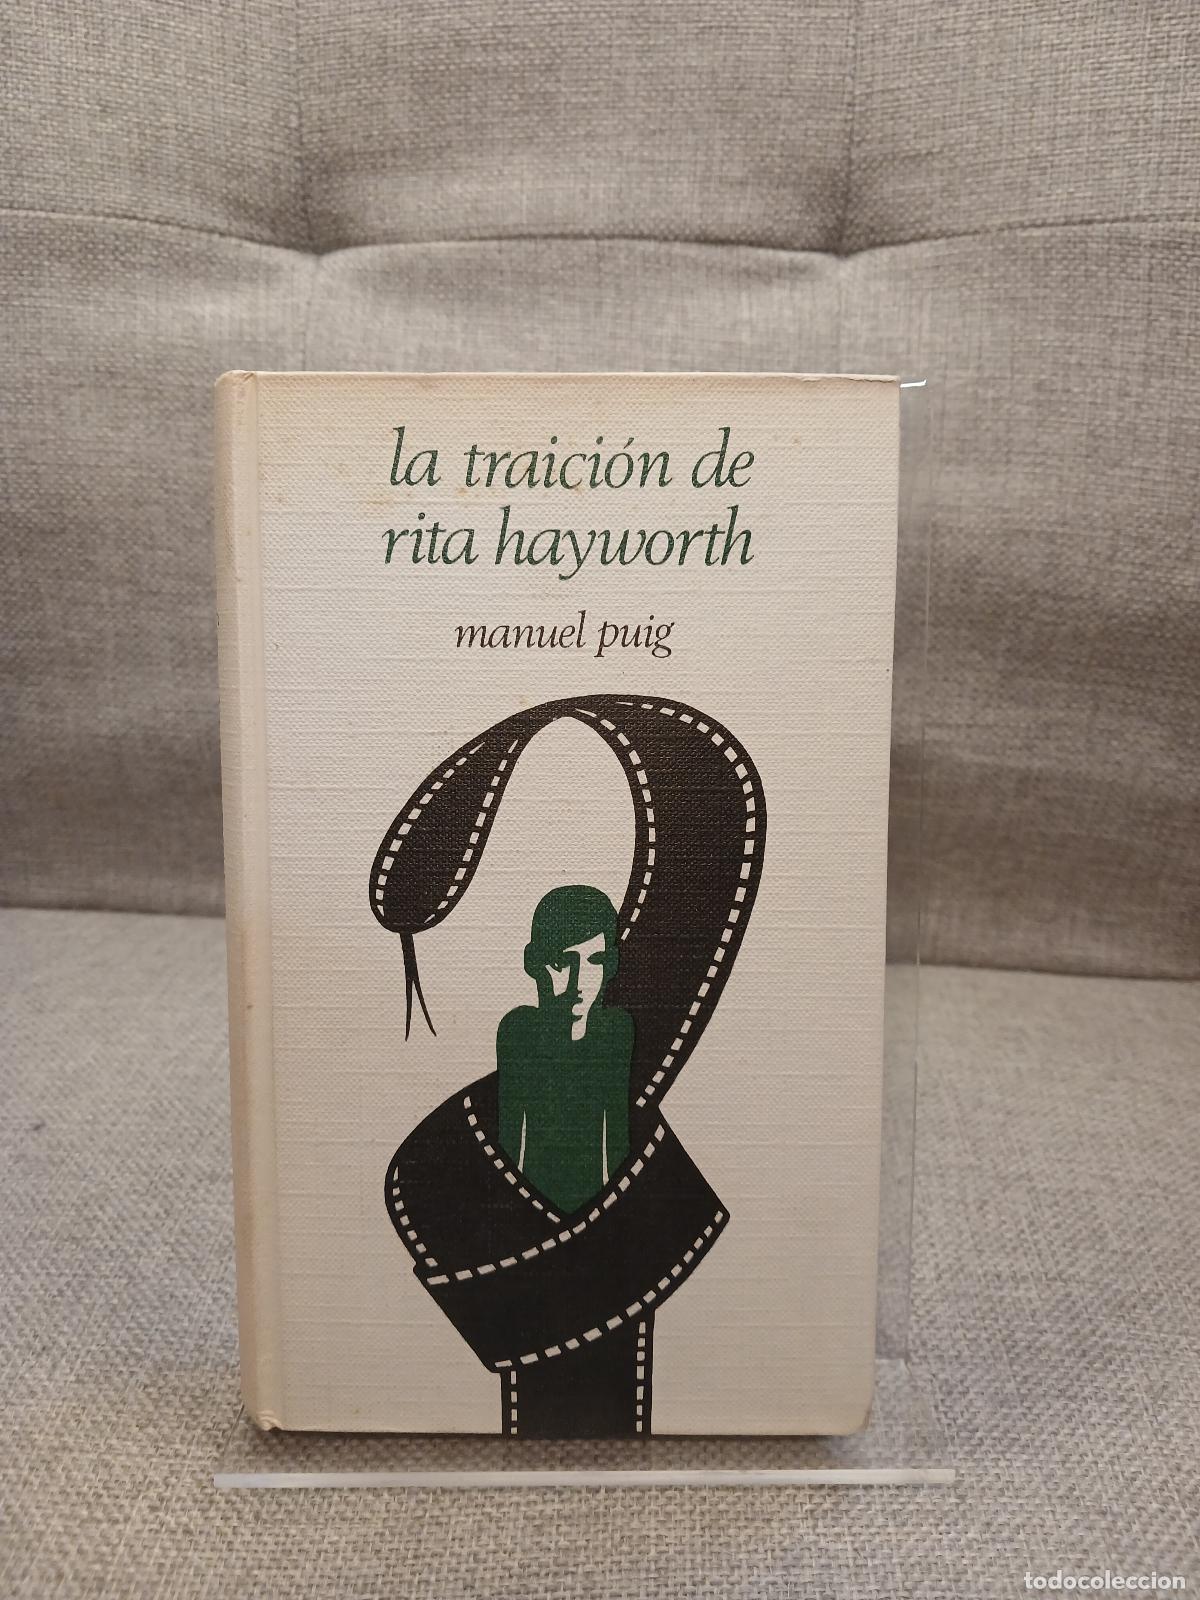 la traición de
rita hayworth
manuel puig
todocoleccion